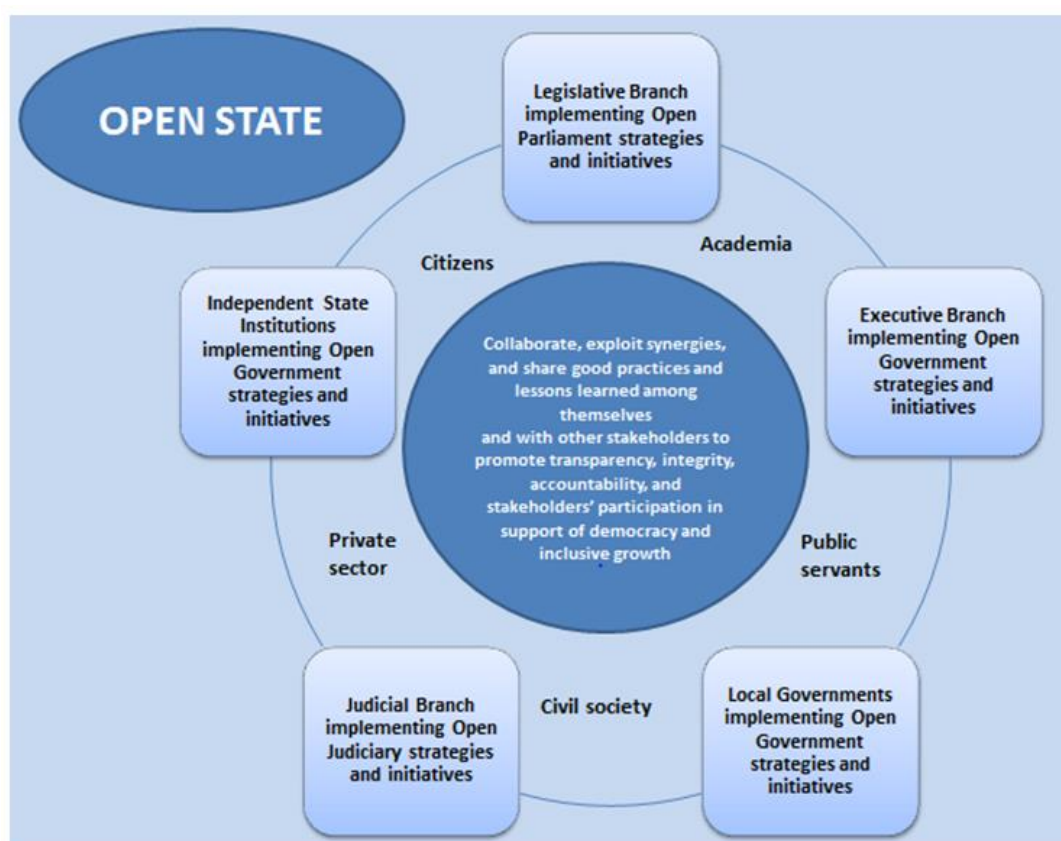 OPEN STATE
Legislative Branch
implementing Open
Parliament strategies
and initiatives
Citizens
Academia
Independent State
Institutions
implementing Open
Government
strategies and
initiatives
Collaborate, exploit synergies,
and share good practices and
lessons learned among
themselves
and with other stakeholders to
promote transparency, integrity,
accountability, and
stakeholders’ participation in
support of democracy and
inclusive growth
Executive Branch
implementing Open
Government
strategies and
initiatives
Private
sector
Public
servants
Judicial Branch
implementing Open
Judiciary strategies
and initiatives
Civil society
Local Governments
implementing Open
Government
strategies and
initiatives